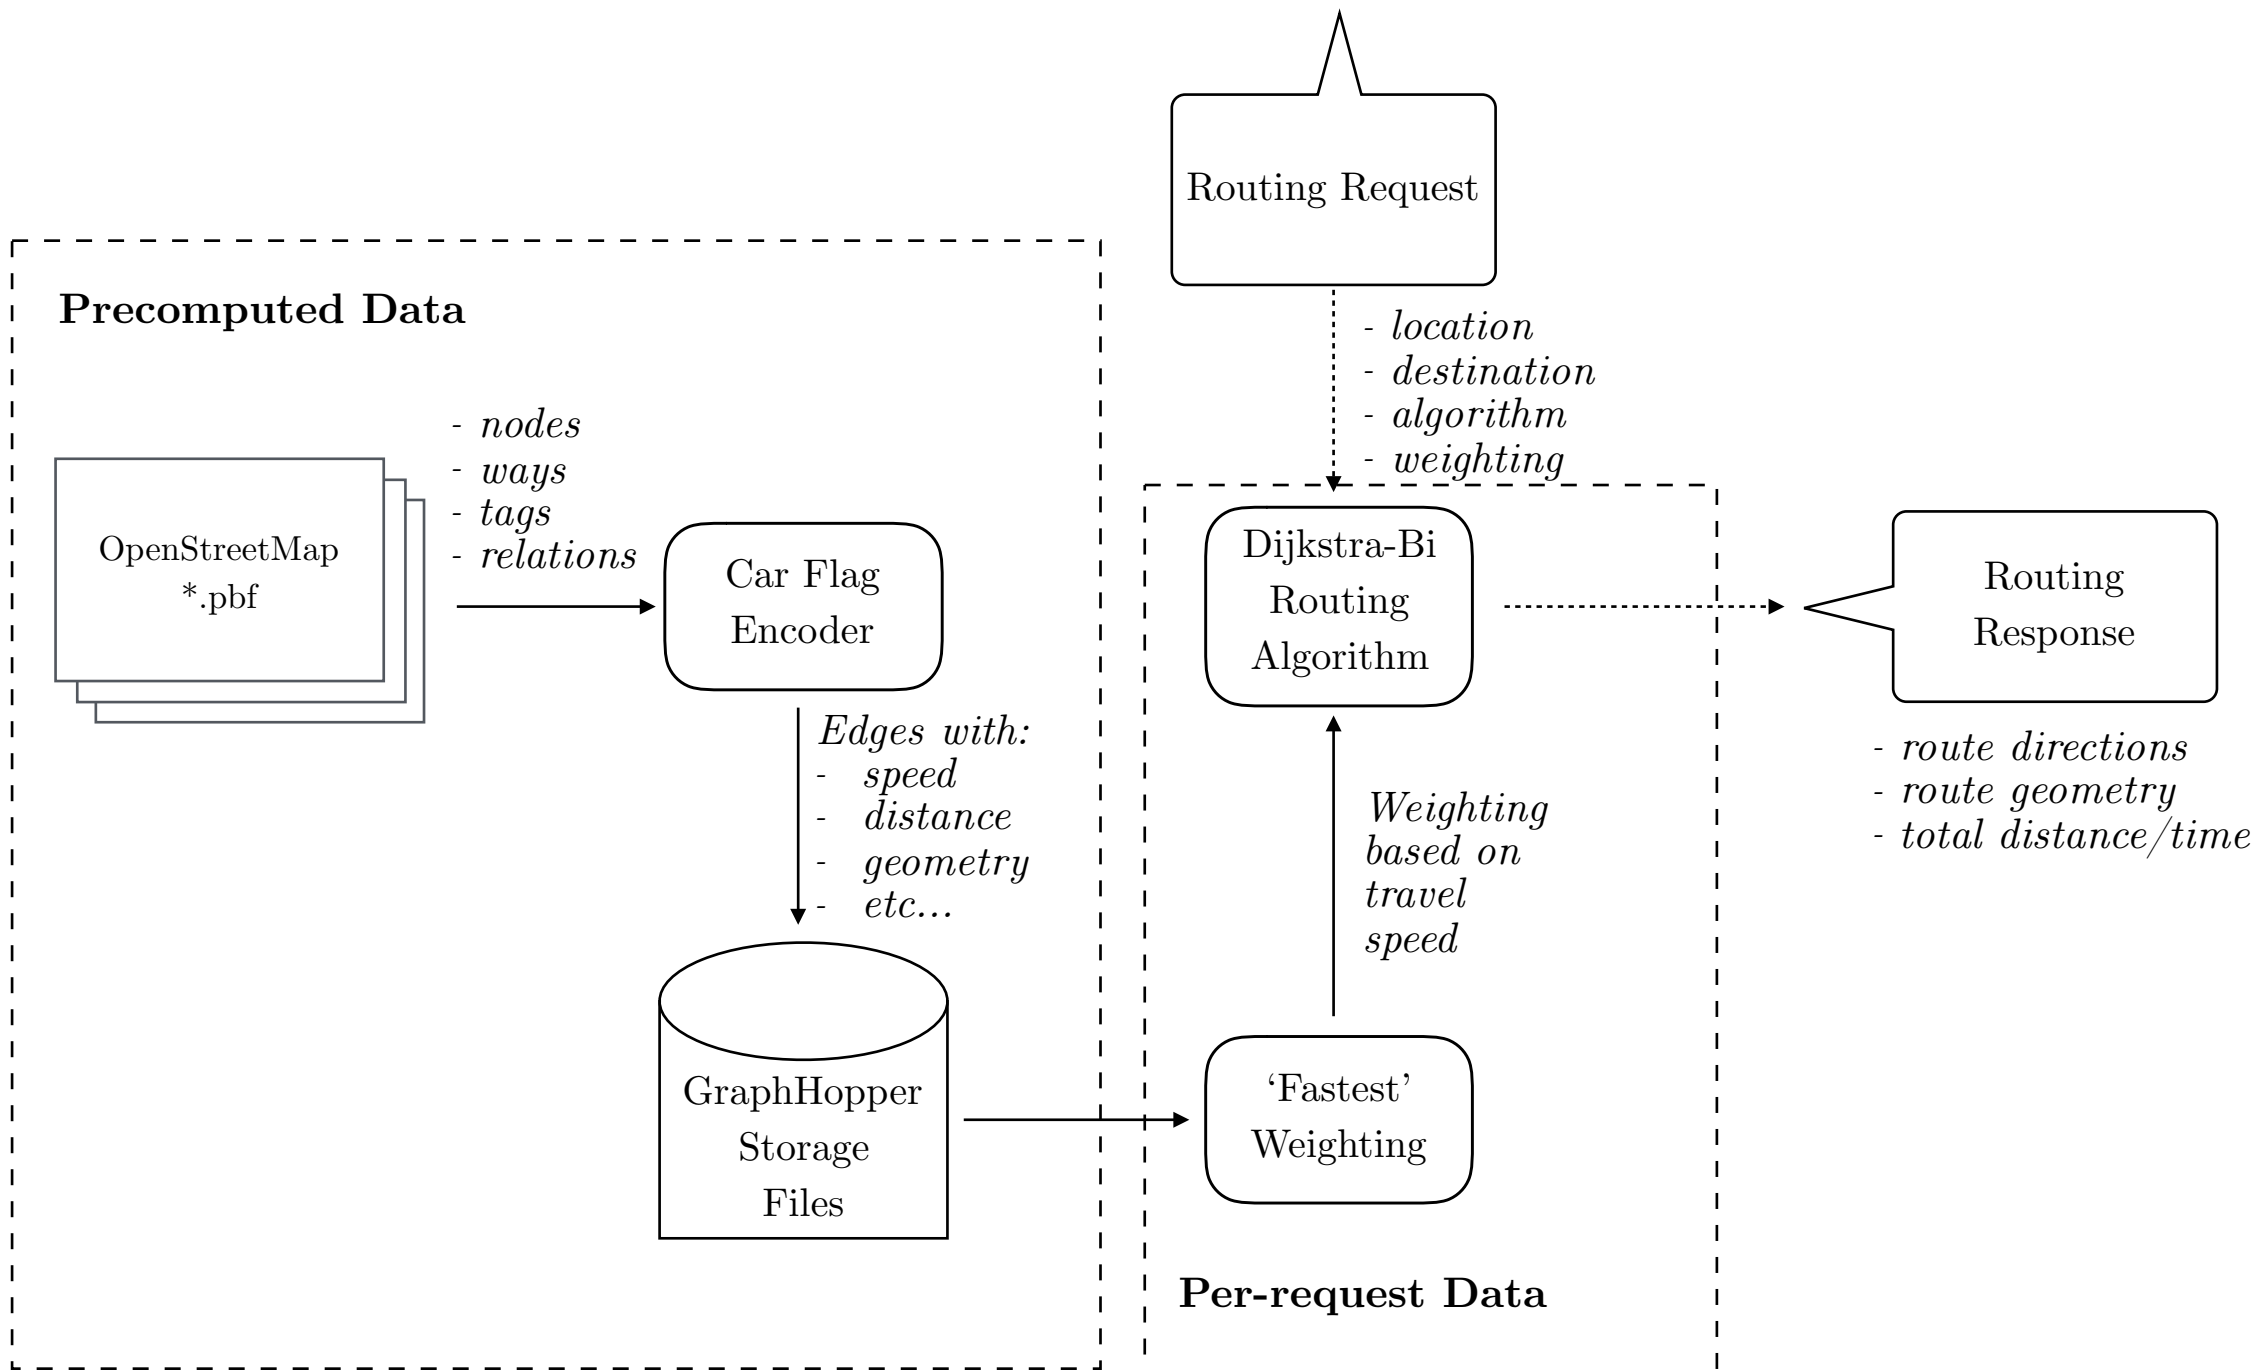 Routing Request
- location
- destination
- algorithm
- weighting
Precomputed Data
OpenStreetMap
*.pbf
- nodes
- ways
- tags
- relations
Car Flag
Encoder
Edges with:
- speed
- distance
- geometry
- etc...
GraphHopper
Storage
Files
Dijkstra-Bi
Routing
Algorithm
Weighting
based on
travel
speed
‘Fastest’
Weighting
Per-request Data
Routing
Response
- route directions
- route geometry
- total distance/time